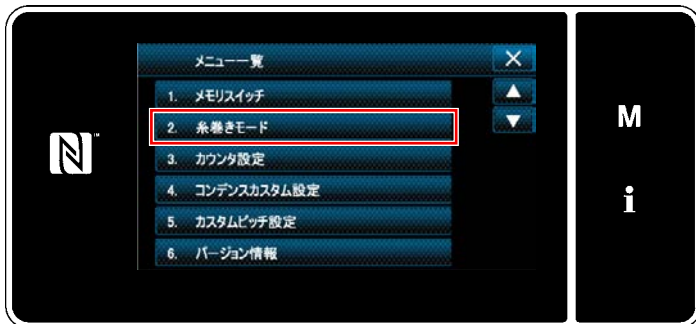 メニュー一覧
1. メモリスイッチ
2. 糸巻きモード
3. カウンタ設定
4. コンデンスカスタム設定
5. カスタムピッチ設定
6. バージョン情報
N™
M
i